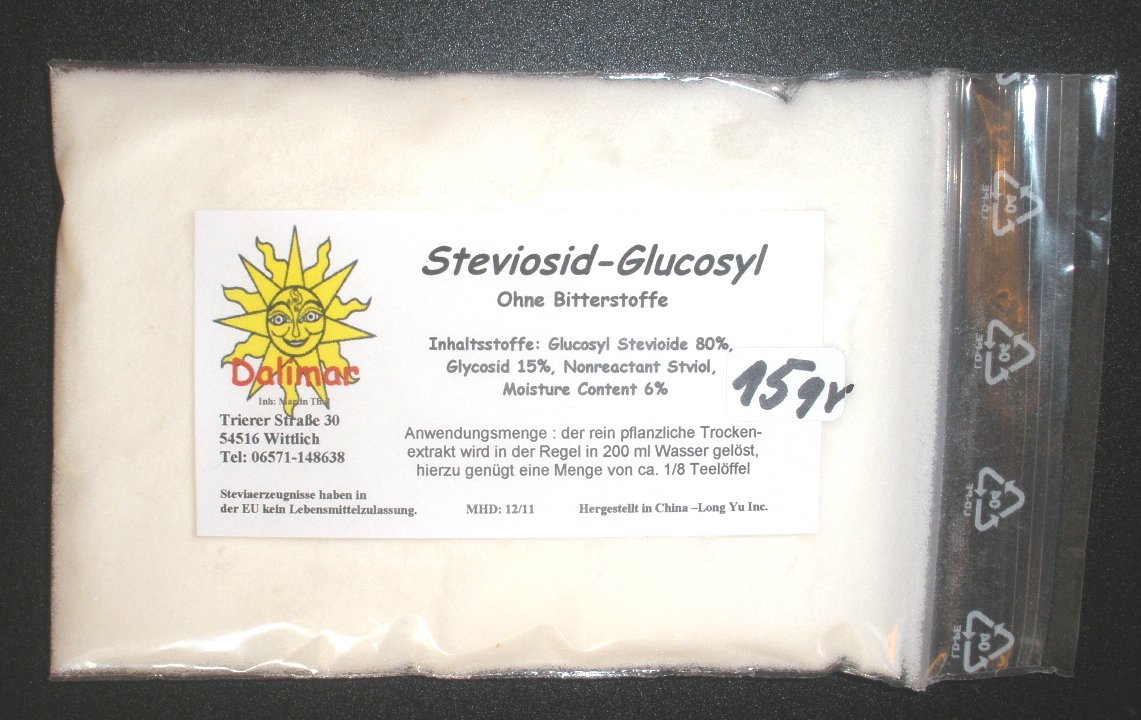 Steviosid-Glucosyl
Ohne Bitterstoffe
Inhaltsstoffe: Glucosyl Stevioide 80%,
Glycosid 15%, Nonreactant Stviol,
Moisture Content 6%
15gr
Dalimar
Inh:
Trierer Straße 30
54516 Wittlich
Tel: 06571-148638
Anwendungsmenge : der rein pflanzliche Trocken-
extrakt wird in der Regel in 200 ml Wasser gelöst,
hierzu genügt eine Menge von ca. 1/8 Teelöffel
Steviaerzeugnisse haben in
der EU kein Lebensmittelzulassung.
MHD: 12/11
Hergestellt in China –Long Yu Inc.